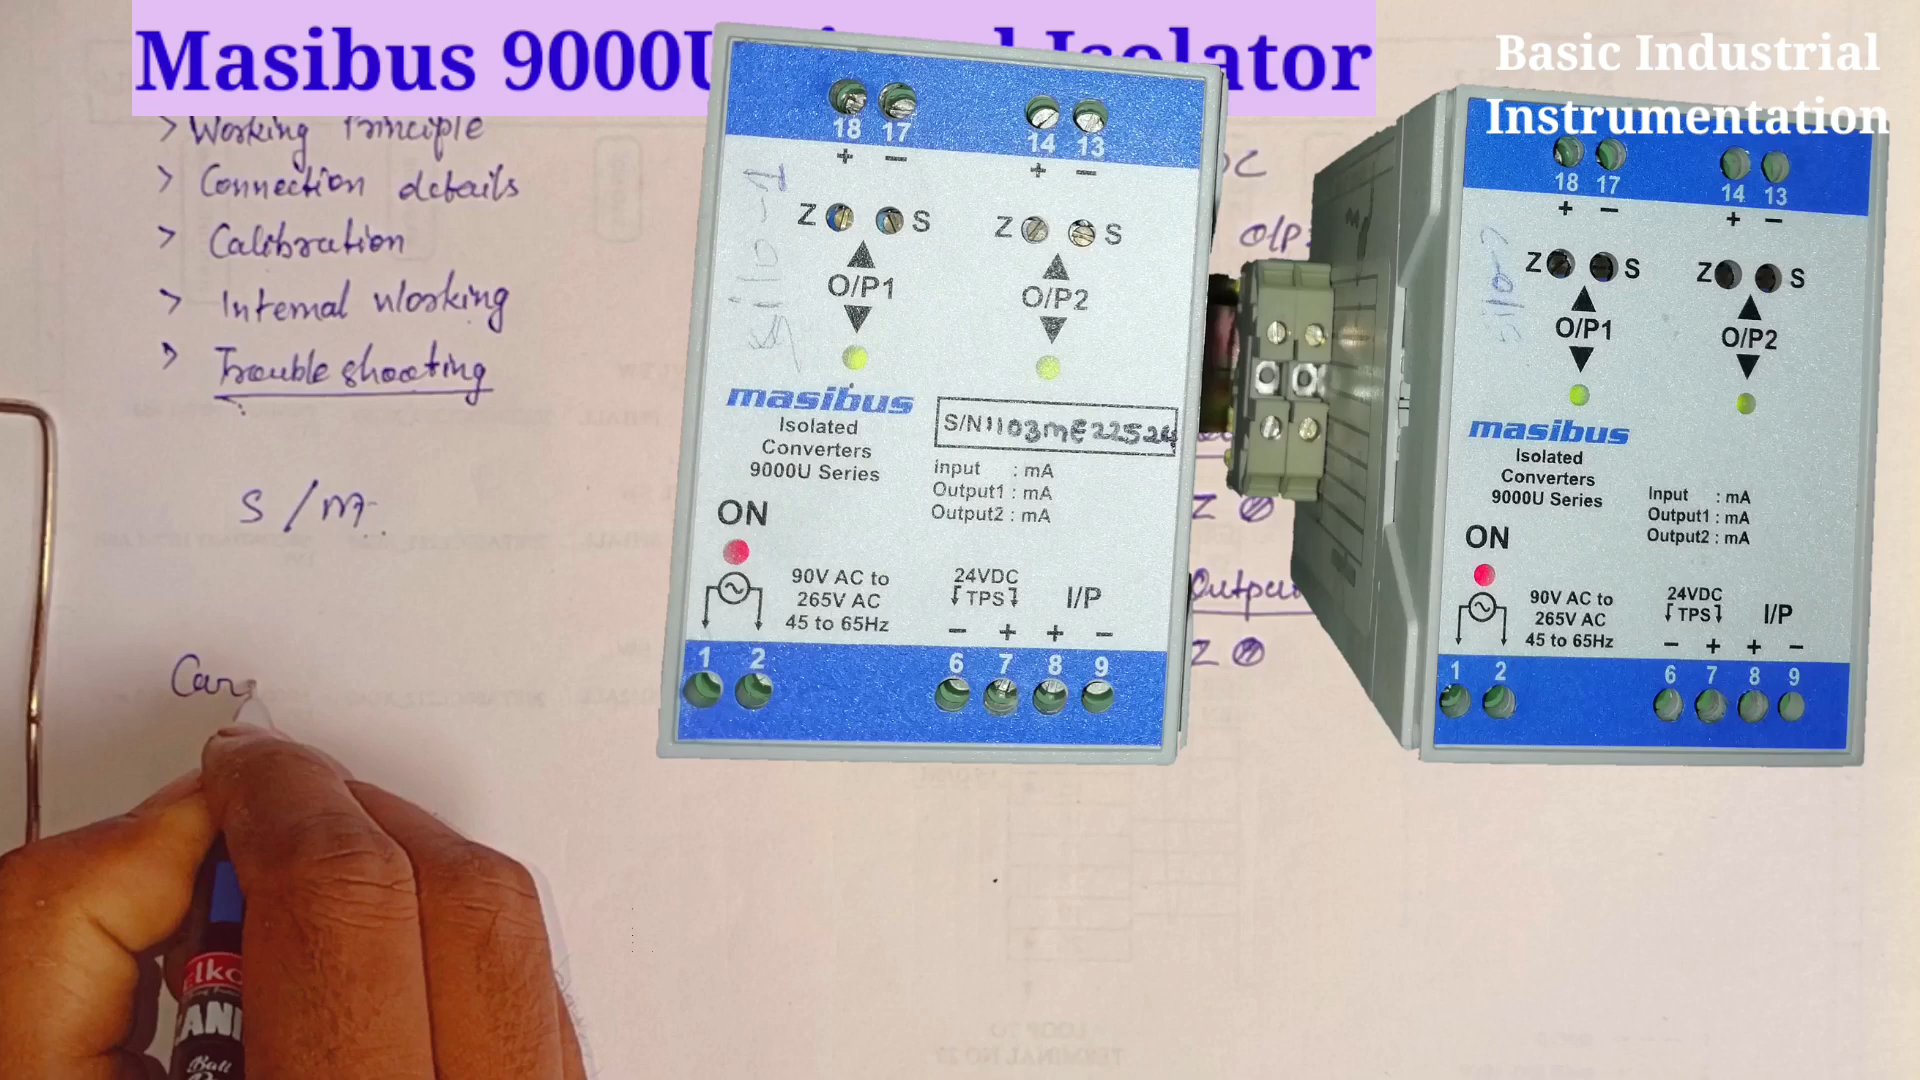 Masibus 9000U
Isolator
Basic Industrial
Instrumentation
> Working Principle
> Connection details
> Calibration
> Internal Working
> Trouble shooting
S / m
Car
O/P:
Z
Output
Z
18 17 14 13
+ − + −
Z S Z S
O/P1 O/P2
masibus
Isolated
Converters
9000U Series
S/N 1103ME22524
Input : mA
Output1 : mA
Output2 : mA
ON
90V AC to
265V AC
45 to 65Hz
24VDC
TPS
I/P
− + + −
1 2 6 7 8 9
18 17 14 13
+ − + −
Z S Z S
O/P1 O/P2
masibus
Isolated
Converters
9000U Series
Input : mA
Output1 : mA
Output2 : mA
ON
90V AC to
265V AC
45 to 65Hz
24VDC
TPS
I/P
− + + −
1 2 6 7 8 9